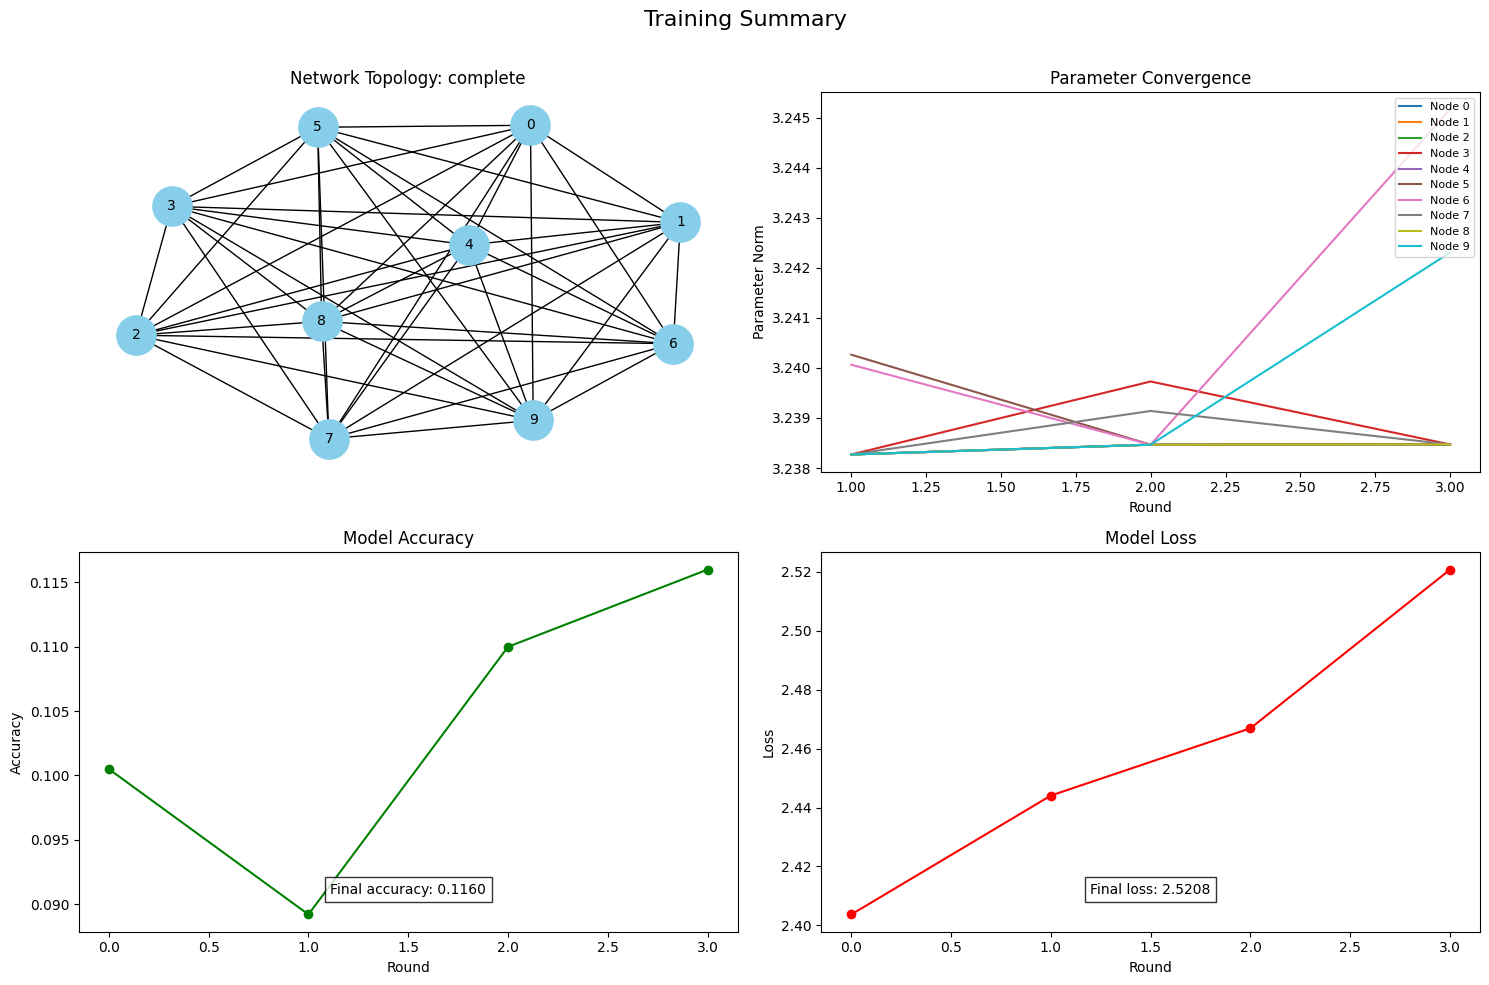 Training Summary
Network Topology: complete
5
0
3
1
4
8
2
6
9
7
Parameter Convergence
3.245
3.244
3.243
3.242
3.241
3.240
3.239
3.238
Parameter Norm
Node 0
Node 1
Node 2
Node 3
Node 4
Node 5
Node 6
Node 7
Node 8
Node 9
1.00 1.25 1.50 1.75 2.00 2.25 2.50 2.75 3.00
Round
Model Accuracy
0.115
0.110
0.105
0.100
0.095
0.090
Accuracy
Final accuracy: 0.1160
0.0 0.5 1.0 1.5 2.0 2.5 3.0
Round
Model Loss
2.52
2.50
2.48
2.46
2.44
2.42
2.40
Loss
Final loss: 2.5208
0.0 0.5 1.0 1.5 2.0 2.5 3.0
Round